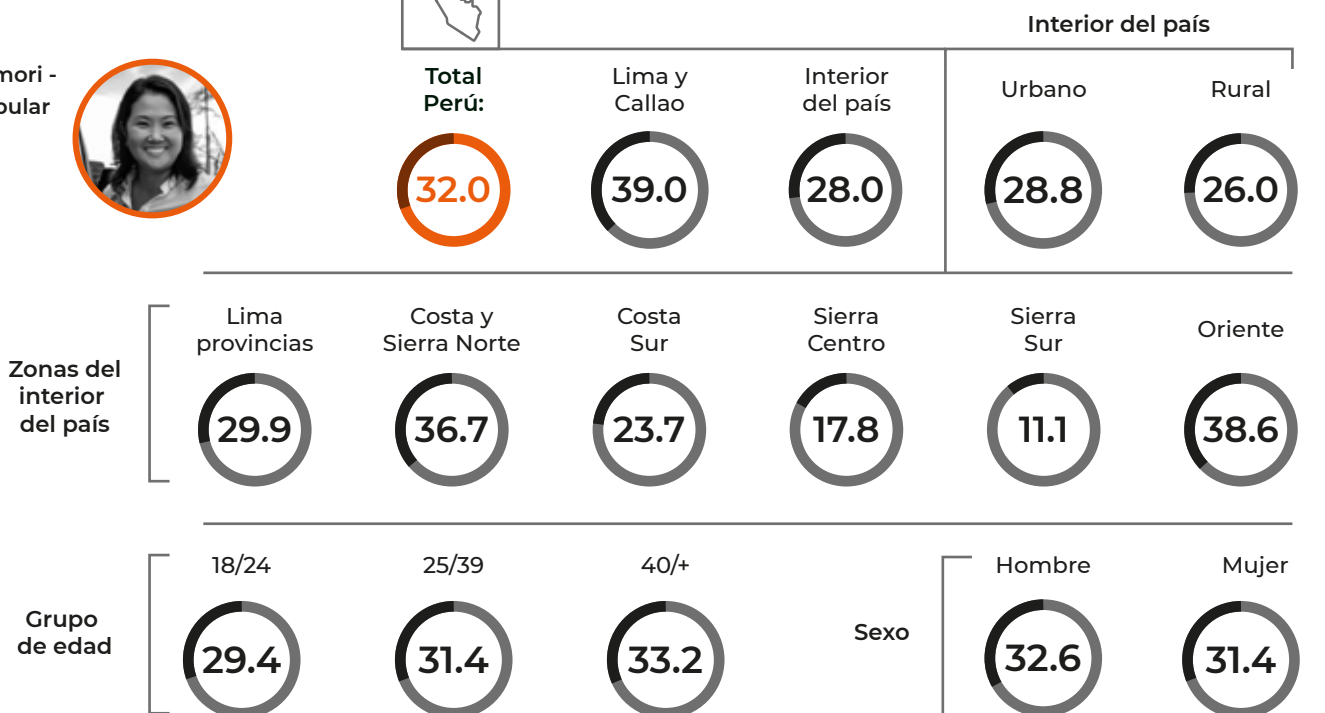 Interior del país
mori -
pular
Total
Perú:
Lima y
Callao
Interior
del país
Urbano
Rural
32.0
39.0
28.0
28.8
26.0
Zonas del
interior
del país
Lima
provincias
Costa y
Sierra Norte
Costa
Sur
Sierra
Centro
Sierra
Sur
Oriente
29.9
36.7
23.7
17.8
11.1
38.6
Grupo
de edad
18/24
25/39
40/+
29.4
31.4
33.2
Sexo
Hombre
Mujer
32.6
31.4